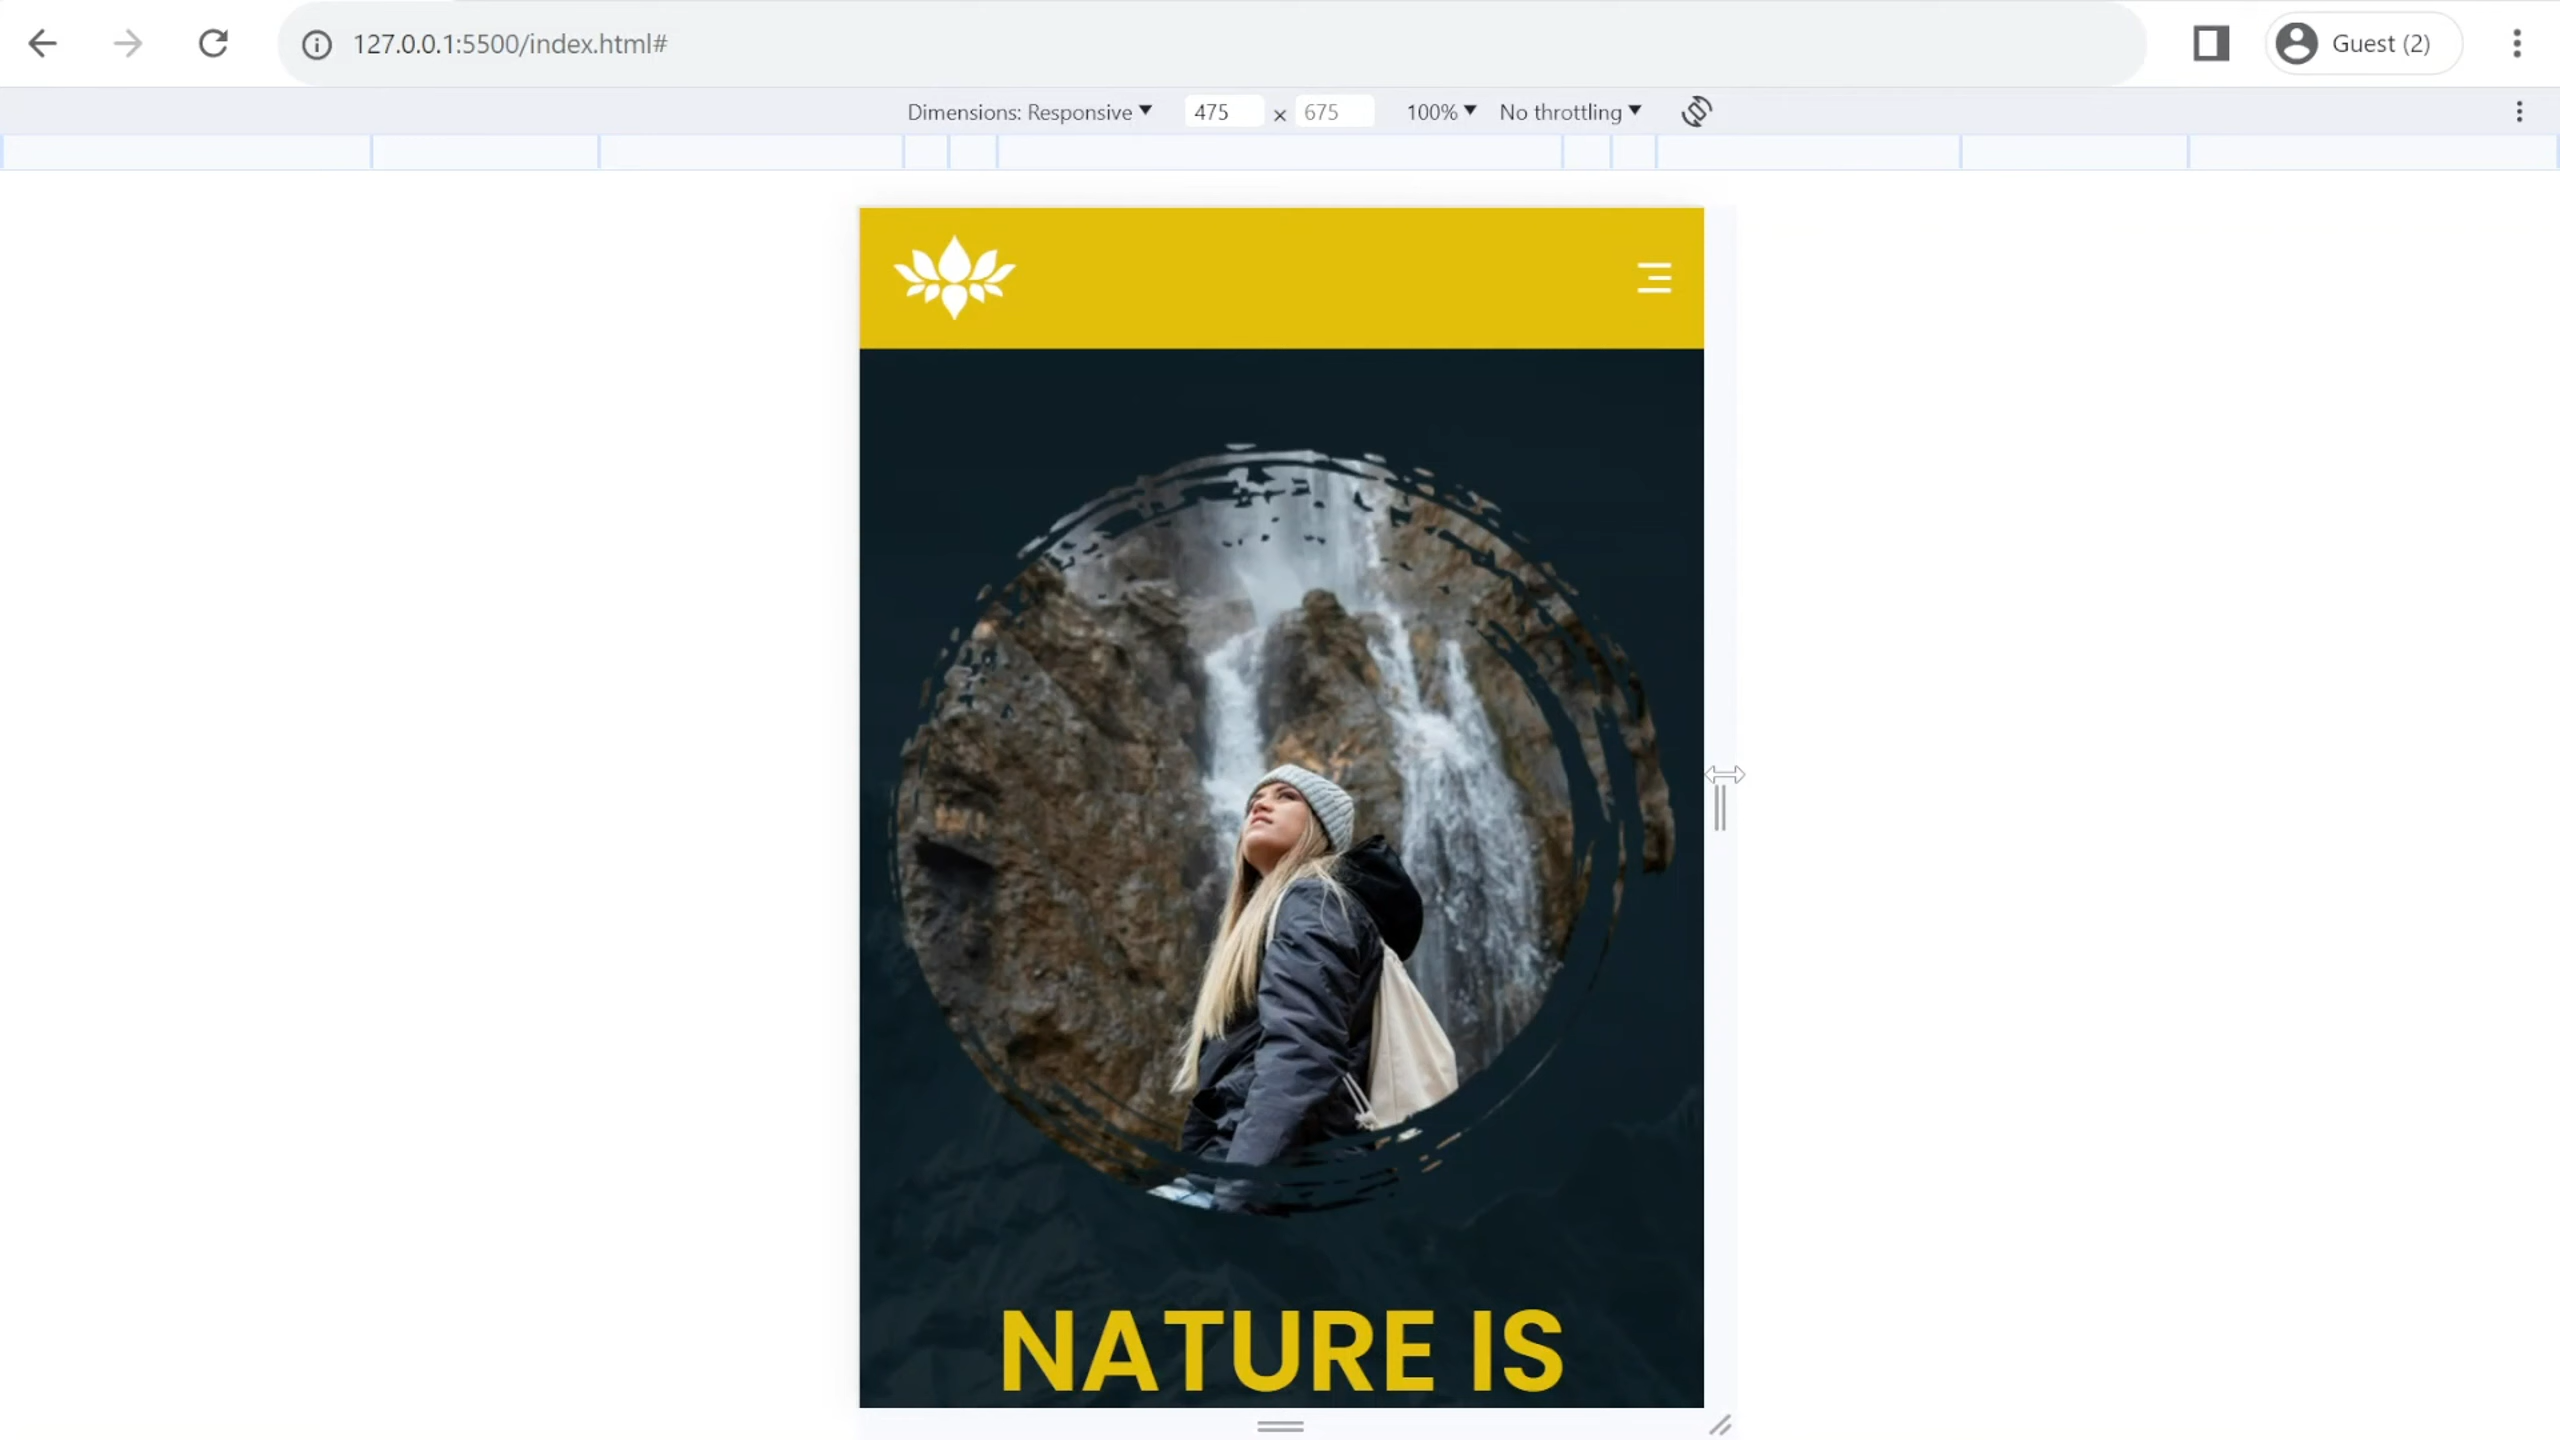 127.0.0.1:5500/index.html#
Guest (2)
Dimensions: Responsive 475 × 675 100% No throttling
NATURE IS